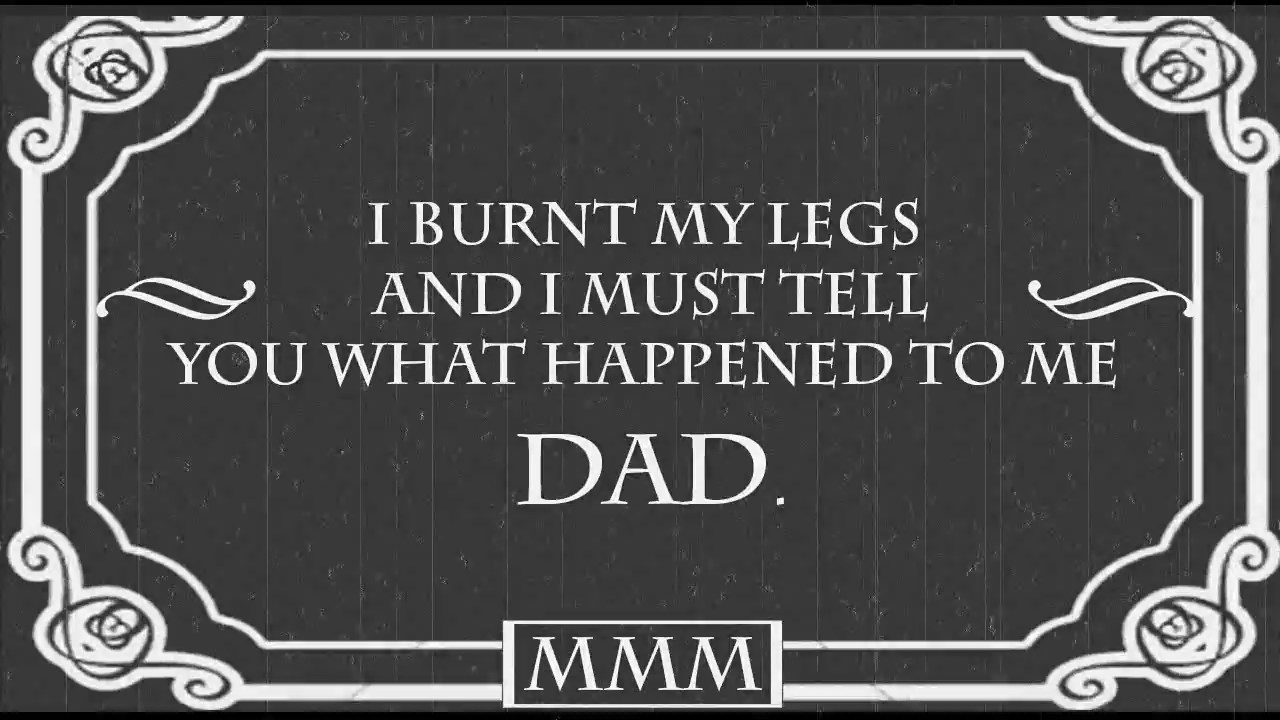 I BURNT MY LEGS
AND I MUST TELL
YOU WHAT HAPPENED TO ME
DAD.
MMM